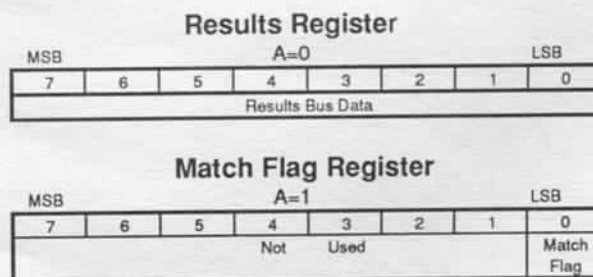 Results Register
MSB A=0 LSB
7 6 5 4 3 2 1 0
Results Bus Data
Match Flag Register
MSB A=1 LSB
7 6 5 4 3 2 1 0
Not Used Match
Flag